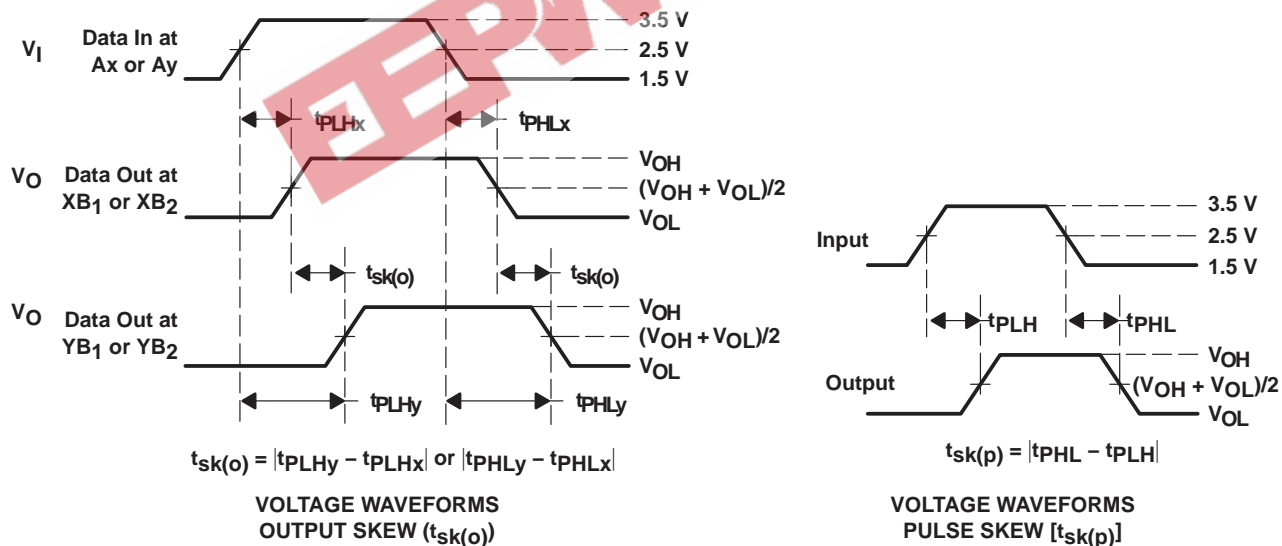 VI
Data In at
Ax or Ay
3.5 V
2.5 V
1.5 V
tPLHx
tPHLx
VO
Data Out at
XB1 or XB2
VOH
(VOH + VOL)/2
VOL
tsk(o)
tsk(o)
VO
Data Out at
YB1 or YB2
VOH
(VOH + VOL)/2
VOL
tPLHy
tPHLy
tsk(o) = |tPLHy − tPLHx| or |tPHLy − tPHLx|
VOLTAGE WAVEFORMS
OUTPUT SKEW (tsk(o))
Input
3.5 V
2.5 V
1.5 V
tPLH
tPHL
Output
VOH
(VOH + VOL)/2
VOL
tsk(p) = |tPHL − tPLH|
VOLTAGE WAVEFORMS
PULSE SKEW [tsk(p)]